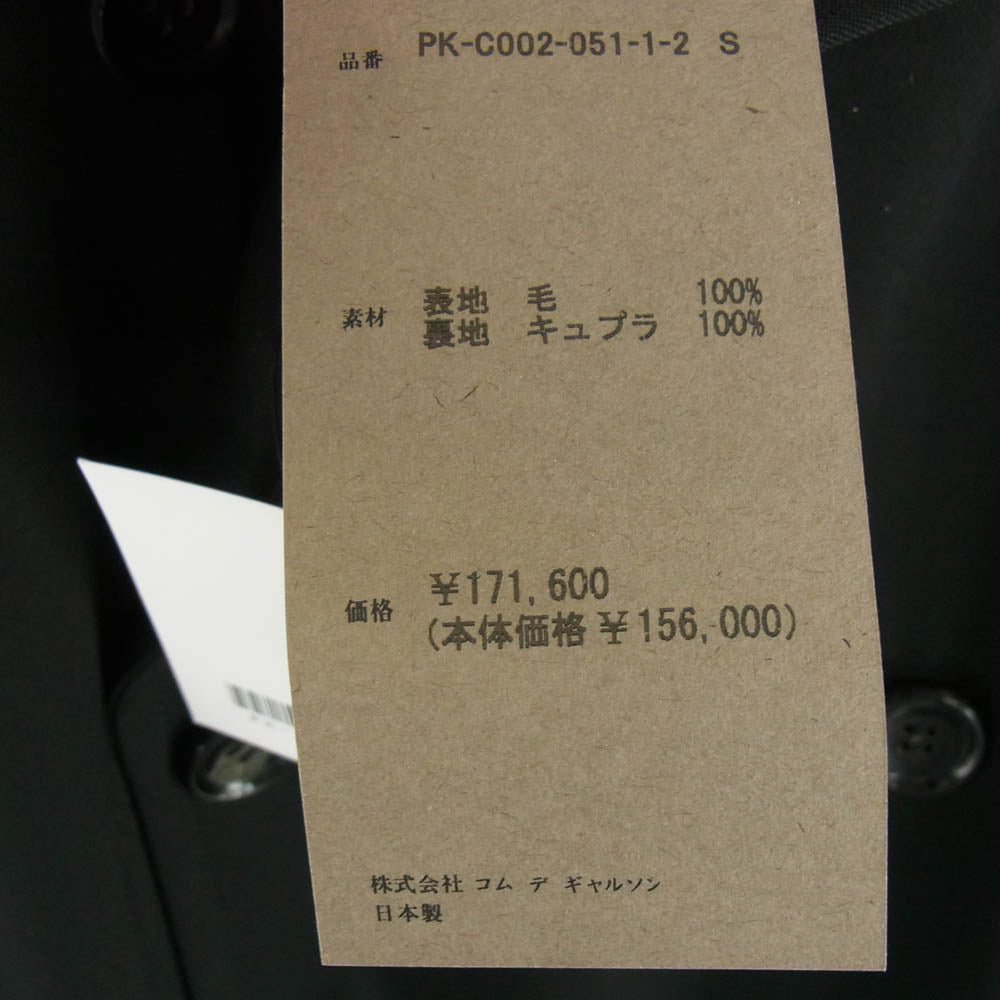 品番 PK-C002-051-1-2 S
素材 表地 毛 100%
裏地 キュプラ 100%
価格 ¥171,600
(本体価格 ¥156,000)
株式会社 コム デ ギャルソン
日本製